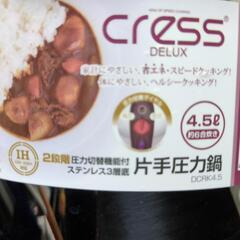 cress®
DELUX
家計にやさしい、省エネ・スピードクッキング!
体にやさしい、ヘルシークッキング!
4.5ℓ
約6合炊き
IH
2段階圧力切替機能付
ステンレス3層底
片手圧力鍋
DCRK4.5